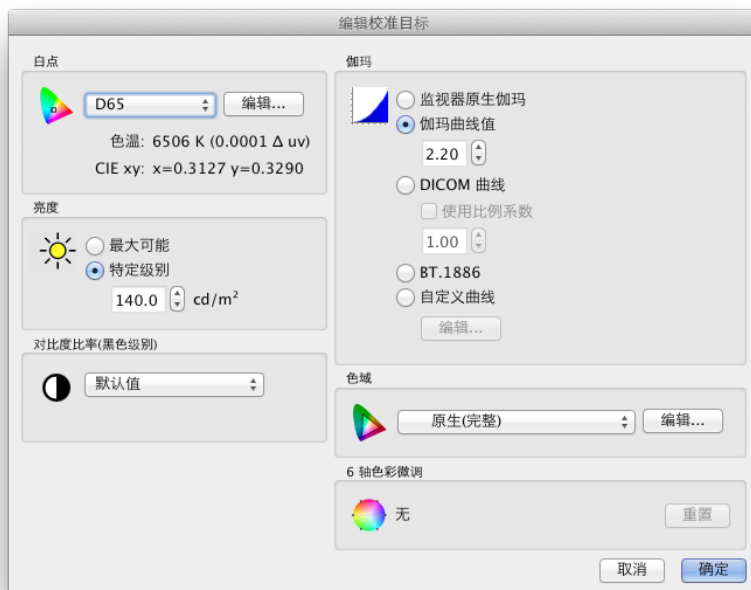 编辑校准目标
白点
D65
编辑...
色温: 6506 K (0.0001 Δ uv)
CIE xy: x=0.3127 y=0.3290
亮度
最大可能
特定级别
140.0 cd/m²
对比度比率(黑色级别)
默认值
伽玛
监视器原生伽玛
伽玛曲线值
2.20
DICOM 曲线
使用比例系数
1.00
BT.1886
自定义曲线
编辑...
色域
原生(完整)
编辑...
6 轴色彩微调
无
重置
取消
确定